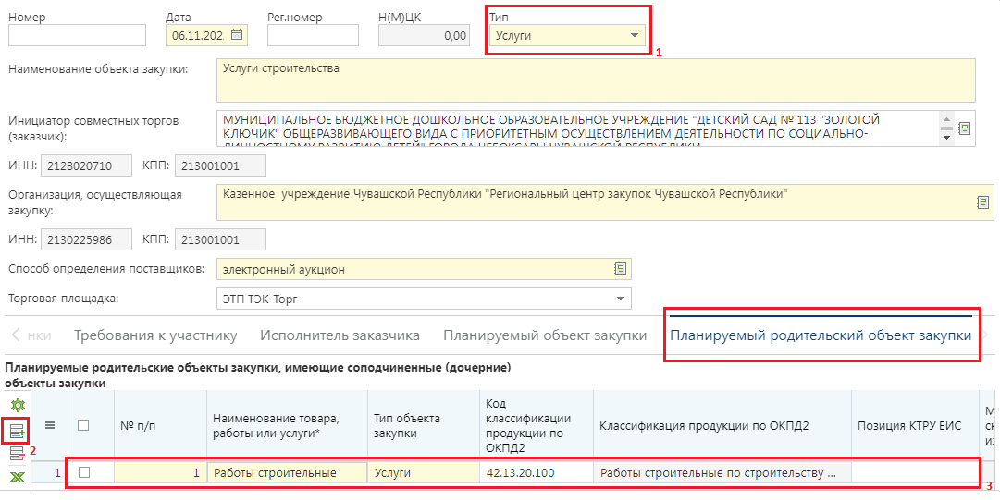 Номер Дата Рег.номер Н(М)ЦК Тип
06.11.202 0,00 Услуги
1
Наименование объекта закупки: Услуги строительства
Инициатор совместных торгов МУНИЦИПАЛЬНОЕ БЮДЖЕТНОЕ ДОШКОЛЬНОЕ ОБРАЗОВАТЕЛЬНОЕ УЧРЕЖДЕНИЕ "ДЕТСКИЙ САД № 113 "ЗОЛОТОЙ
(заказчик): КЛЮЧИК" ОБЩЕРАЗВИВАЮЩЕГО ВИДА С ПРИОРИТЕТНЫМ ОСУЩЕСТВЛЕНИЕМ ДЕЯТЕЛЬНОСТИ ПО СОЦИАЛЬНО-
ЛИЧНОСТНОМУ РАЗВИТИЮ ДЕТЕЙ" ГОРОДА ЧЕБОКСАРЫ ЧУВАШСКОЙ РЕСПУБЛИКИ
ИНН: 2128020710 КПП: 213001001
Организация, осуществляющая Казенное учреждение Чувашской Республики "Региональный центр закупок Чувашской Республики"
закупку:
ИНН: 2130225986 КПП: 213001001
Способ определения поставщиков: электронный аукцион
Торговая площадка: ЭТП ТЭК-Торг
нки Требования к участнику Исполнитель заказчика Планируемый объект закупки Планируемый родительский объект закупки
Планируемые родительские объекты закупки, имеющие соподчиненные (дочерние)
объекты закупки
№ п/п Наименование товара, работы или услуги* Тип объекта закупки Код классификации продукции по ОКПД2 Классификация продукции по ОКПД2 Позиция КТРУ ЕИС М ск из
2
1 1 Работы строительные Услуги 42.13.20.100 Работы строительные по строительству ...
3